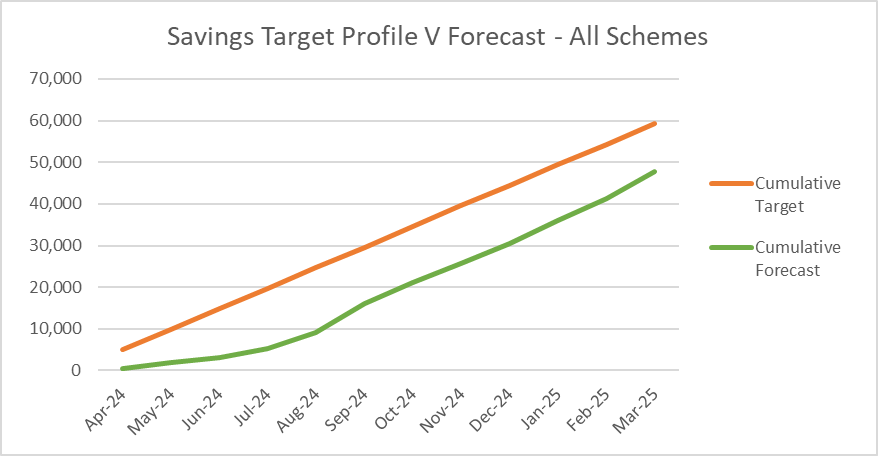 Savings Target Profile V Forecast - All Schemes
70,000
60,000
50,000
40,000
30,000
20,000
10,000
0
Apr-24
May-24
Jun-24
Jul-24
Aug-24
Sep-24
Oct-24
Nov-24
Dec-24
Jan-25
Feb-25
Mar-25
Cumulative
Target
Cumulative
Forecast